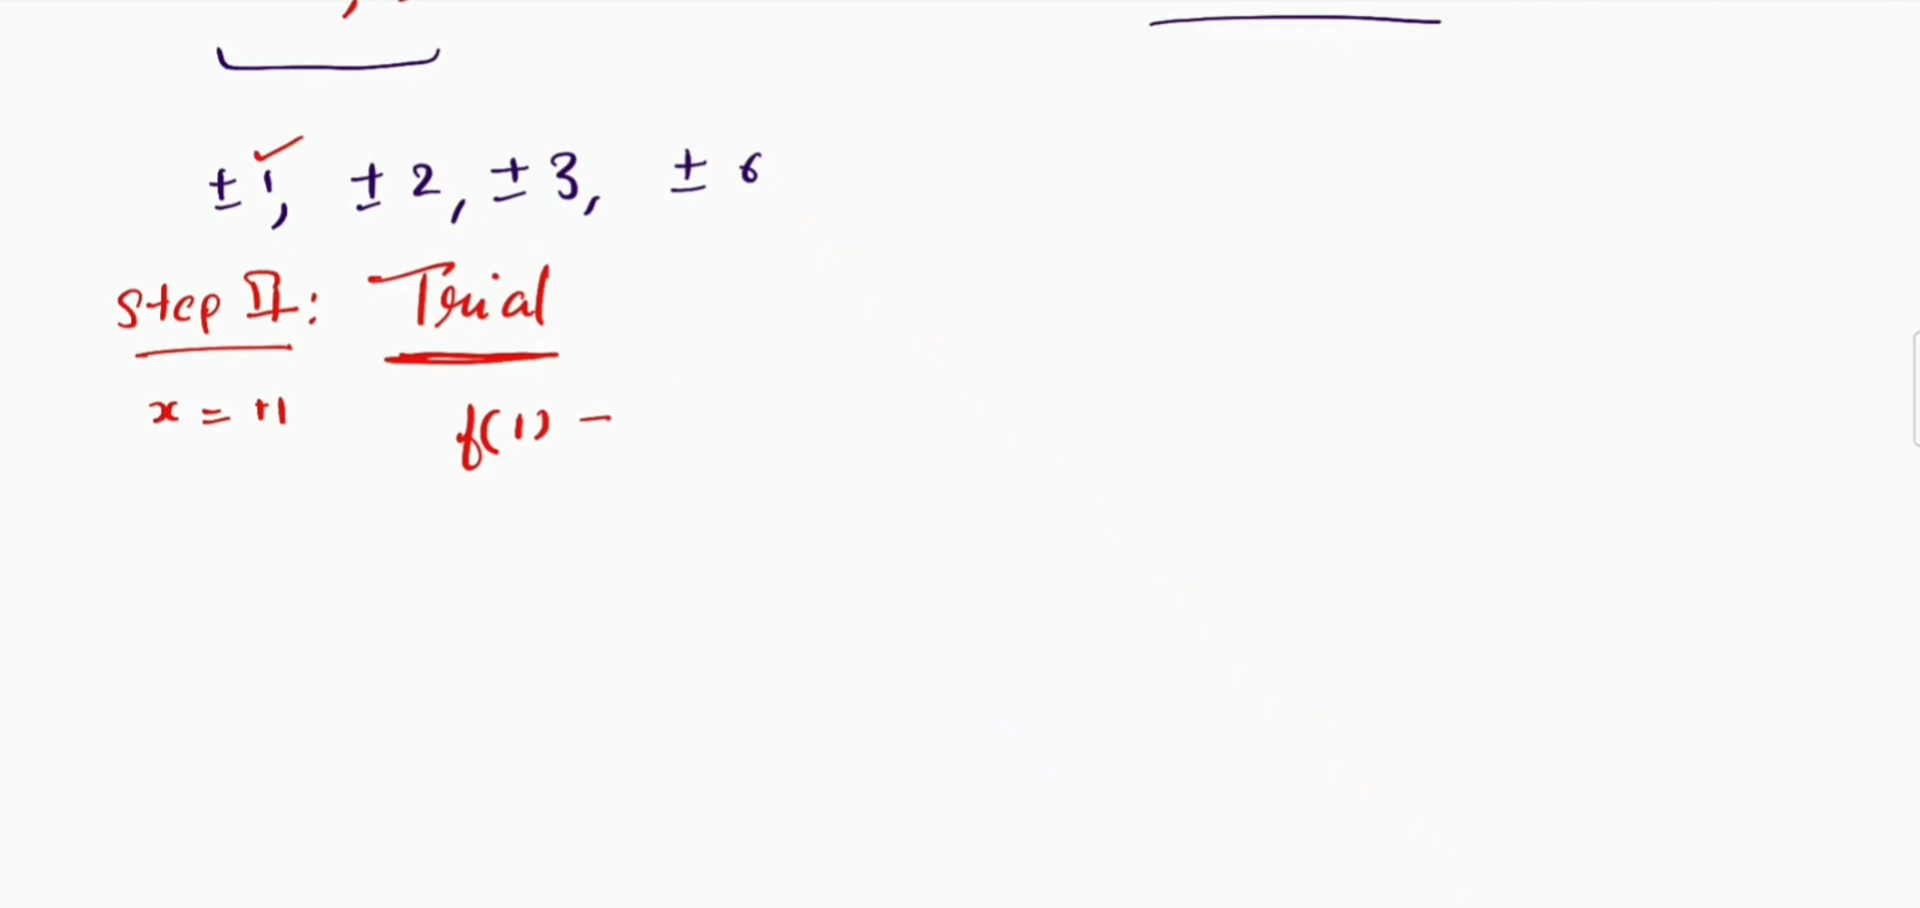 ±1, ±2, ±3, ±6
Step II: Trial
x = +1 f(1) -